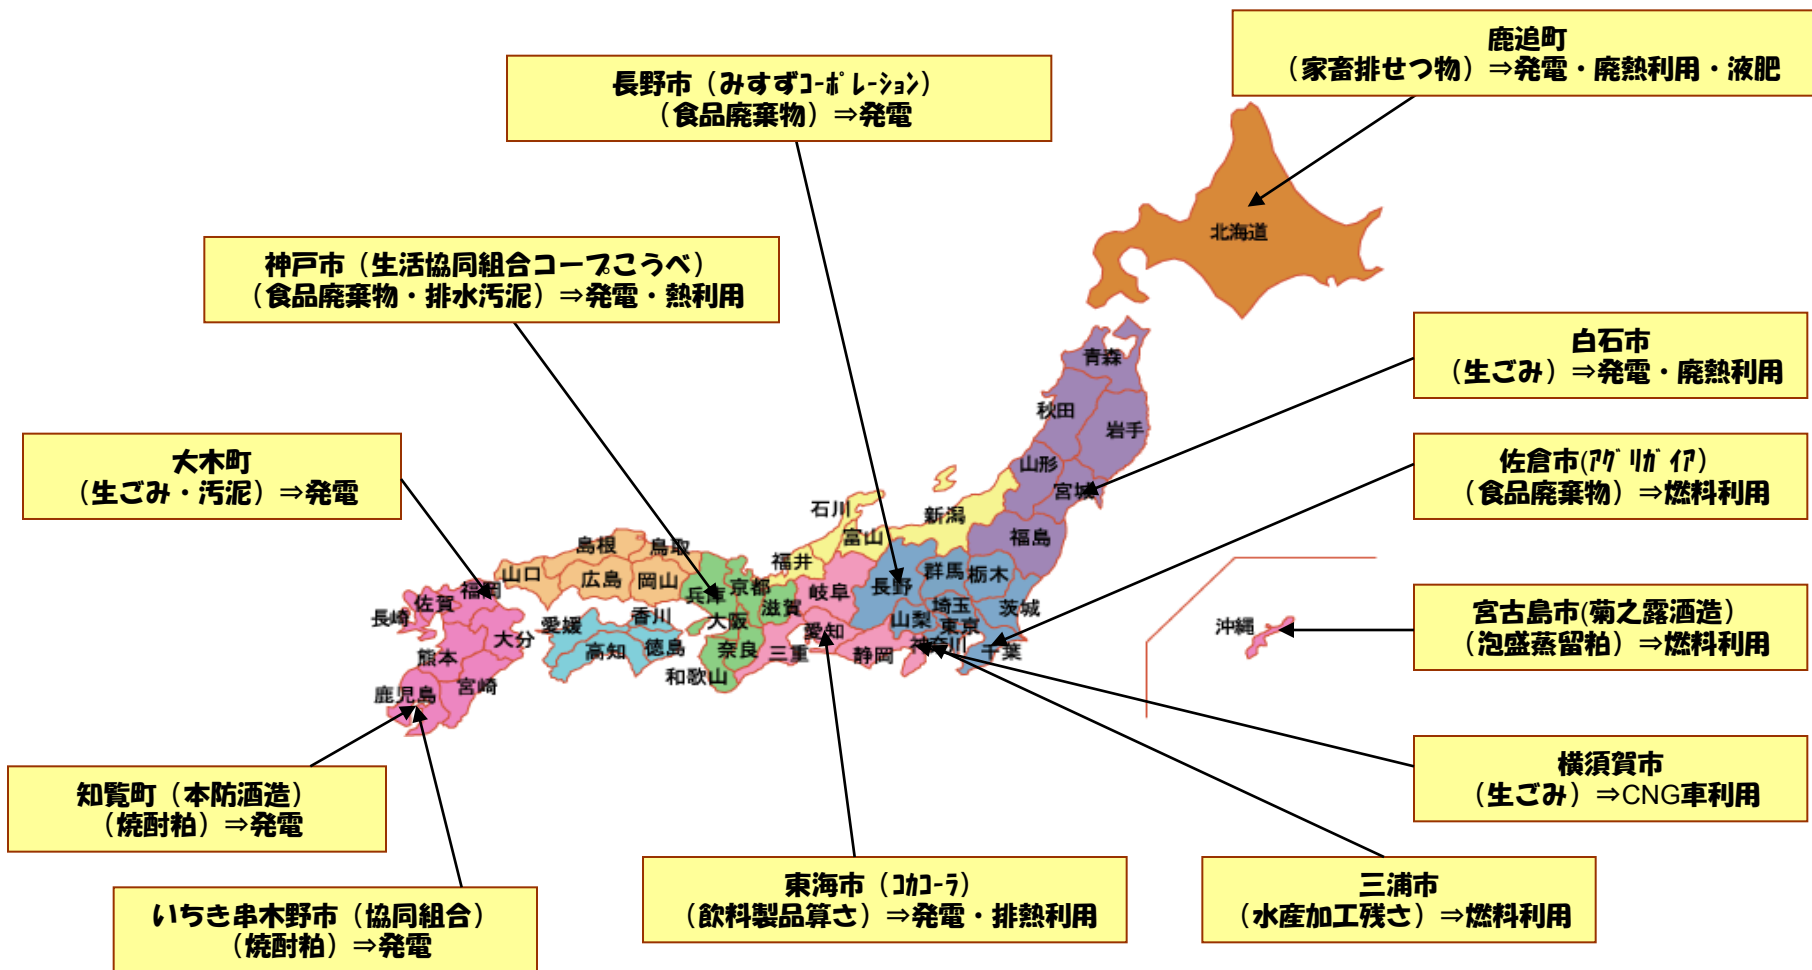 鹿追町
（家畜排せつ物）⇒発電・廃熱利用・液肥
長野市（みすずｺｰﾎﾟﾚｰｼｮﾝ）
（食品廃棄物）⇒発電
神戸市（生活協同組合コープこうべ）
（食品廃棄物・排水汚泥）⇒発電・熱利用
白石市
（生ごみ）⇒発電・廃熱利用
大木町
（生ごみ・汚泥）⇒発電
佐倉市(ｱｸﾞﾘｶﾞｲｱ)
（食品廃棄物）⇒燃料利用
宮古島市(菊之露酒造)
（泡盛蒸留粕）⇒燃料利用
横須賀市
（生ごみ）⇒CNG車利用
知覧町（本防酒造）
（焼酎粕）⇒発電
東海市（ｺｶｺｰﾗ）
（飲料製品算さ）⇒発電・排熱利用
三浦市
（水産加工残さ）⇒燃料利用
いちき串木野市（協同組合）
（焼酎粕）⇒発電
北海道
青森
秋田
岩手
山形
宮城
福島
新潟
石川
富山
福井
群馬
栃木
茨城
埼玉
東京
千葉
神奈川
山梨
長野
岐阜
愛知
静岡
三重
滋賀
京都
兵庫
大阪
奈良
和歌山
鳥取
島根
岡山
広島
山口
香川
愛媛
徳島
高知
福岡
佐賀
長崎
大分
熊本
宮崎
鹿児島
沖縄